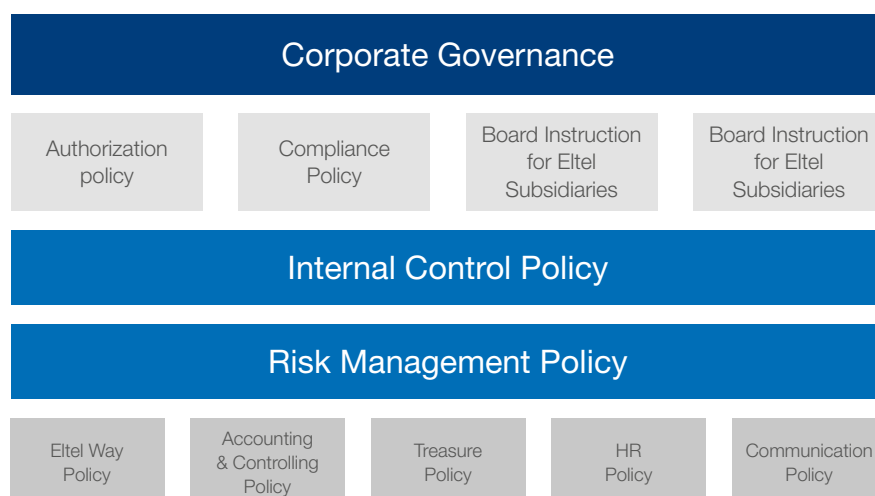 Corporate Governance
Authorization
policy
Compliance
Policy
Board Instruction
for Eltel
Subsidiaries
Board Instruction
for Eltel
Subsidiaries
Internal Control Policy
Risk Management Policy
Eltel Way
Policy
Accounting
& Controlling
Policy
Treasure
Policy
HR
Policy
Communication
Policy